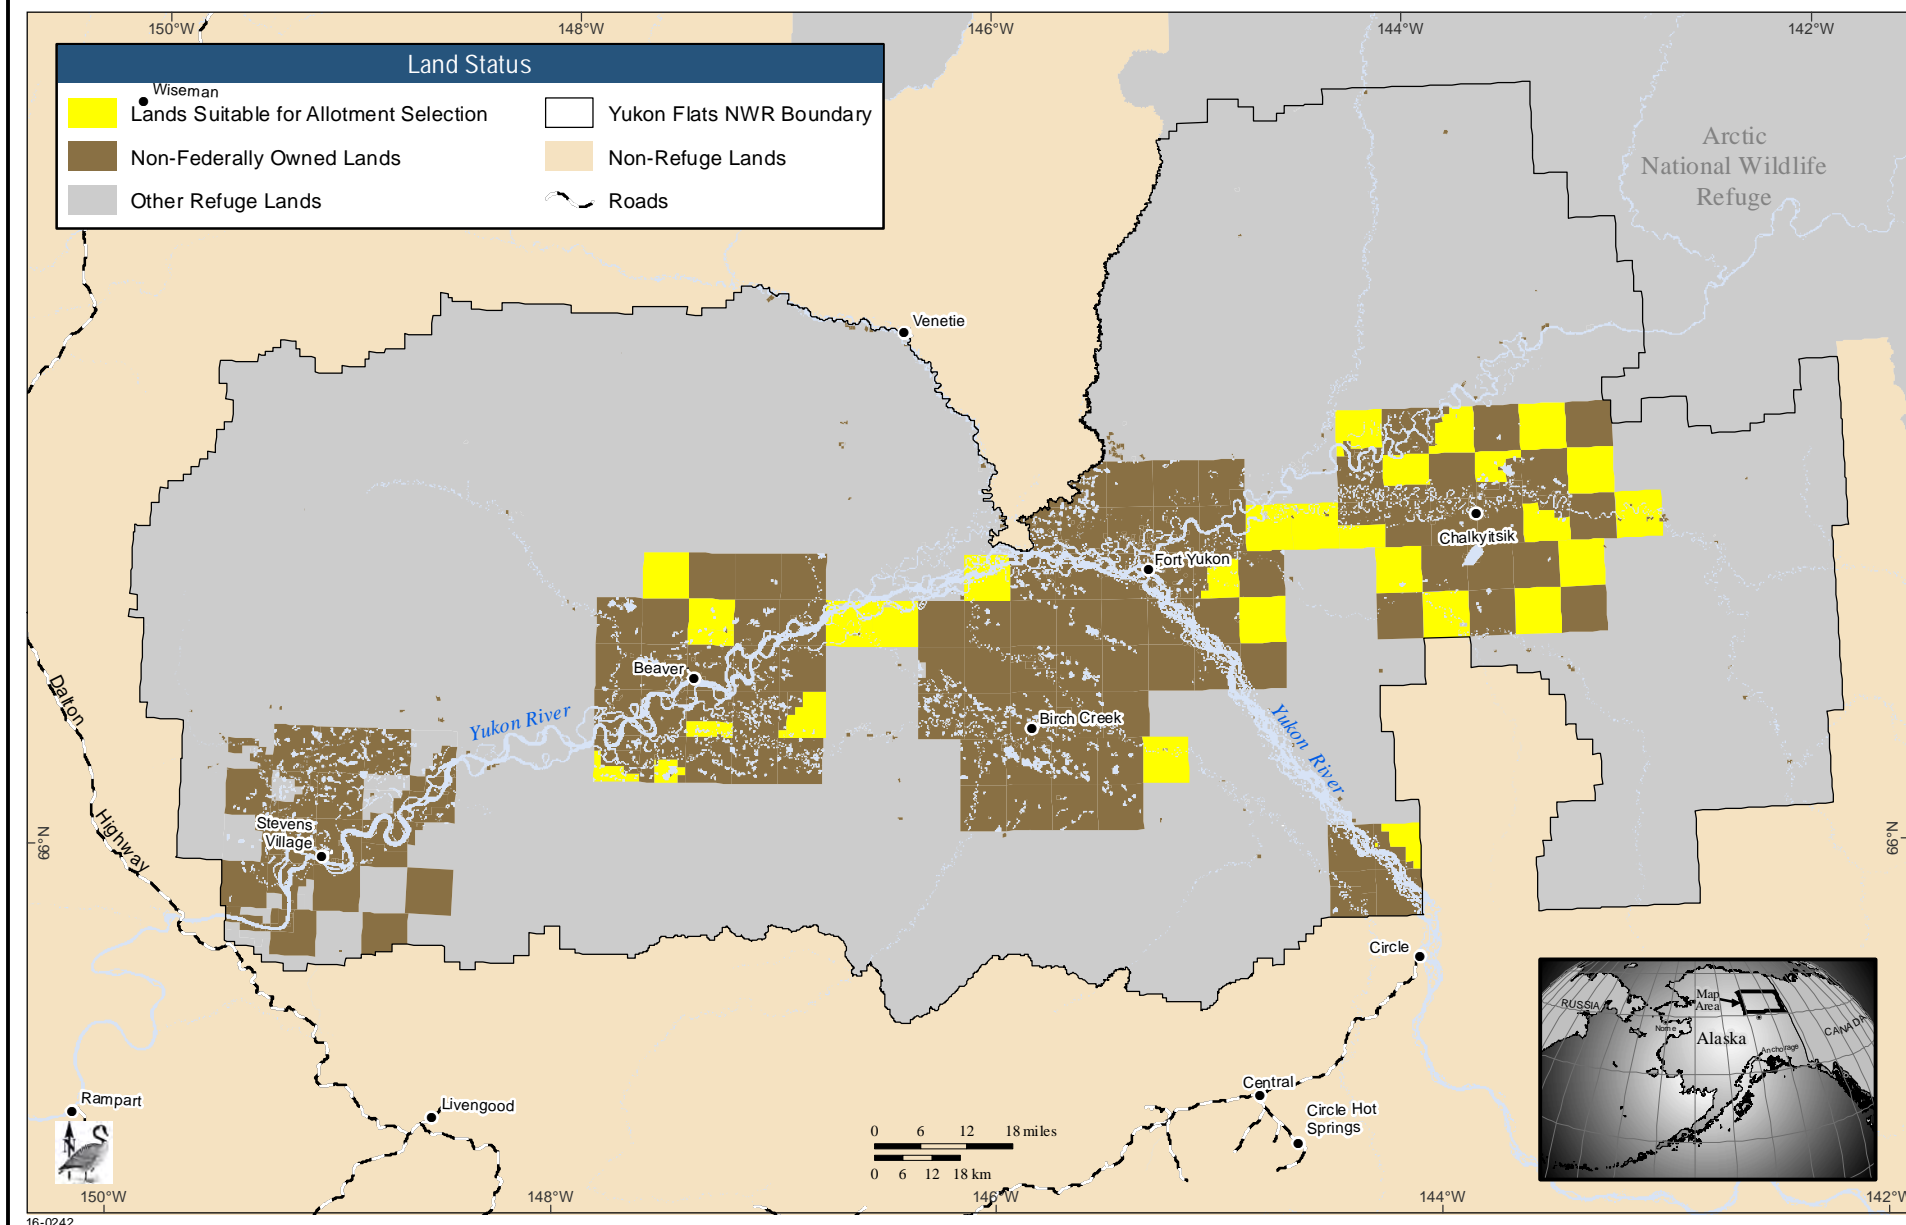 150°W
148°W
146°W
144°W
142°W
Land Status
Wiseman
Lands Suitable for Allotment Selection
Yukon Flats NWR Boundary
Non-Federally Owned Lands
Non-Refuge Lands
Other Refuge Lands
Roads
Arctic
National Wildlife
Refuge
Venetie
Chalkyitsik
Fort Yukon
Beaver
Birch Creek
Yukon River
Yukon River
Dalton
Highway
Stevens
Village
66°N
66°N
Circle
Map
Area
RUSSIA
Nome
CANADA
Alaska
Anchorage
Central
Circle Hot
Springs
Rampart
Livengood
N
0 6 12 18 miles
0 6 12 18 km
150°W
148°W
146°W
144°W
142°W
16-0242